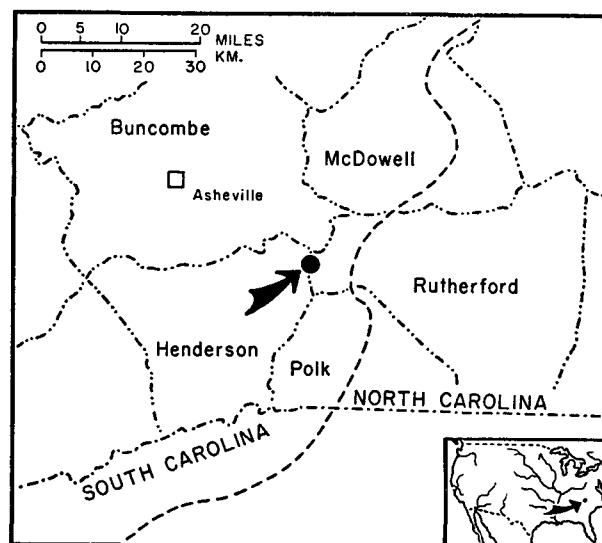 0 10 20 MILES
0 10 20 30 KM.
Buncombe
McDowell
Asheville
Rutherford
Henderson
Polk
NORTH CAROLINA
SOUTH CAROLINA